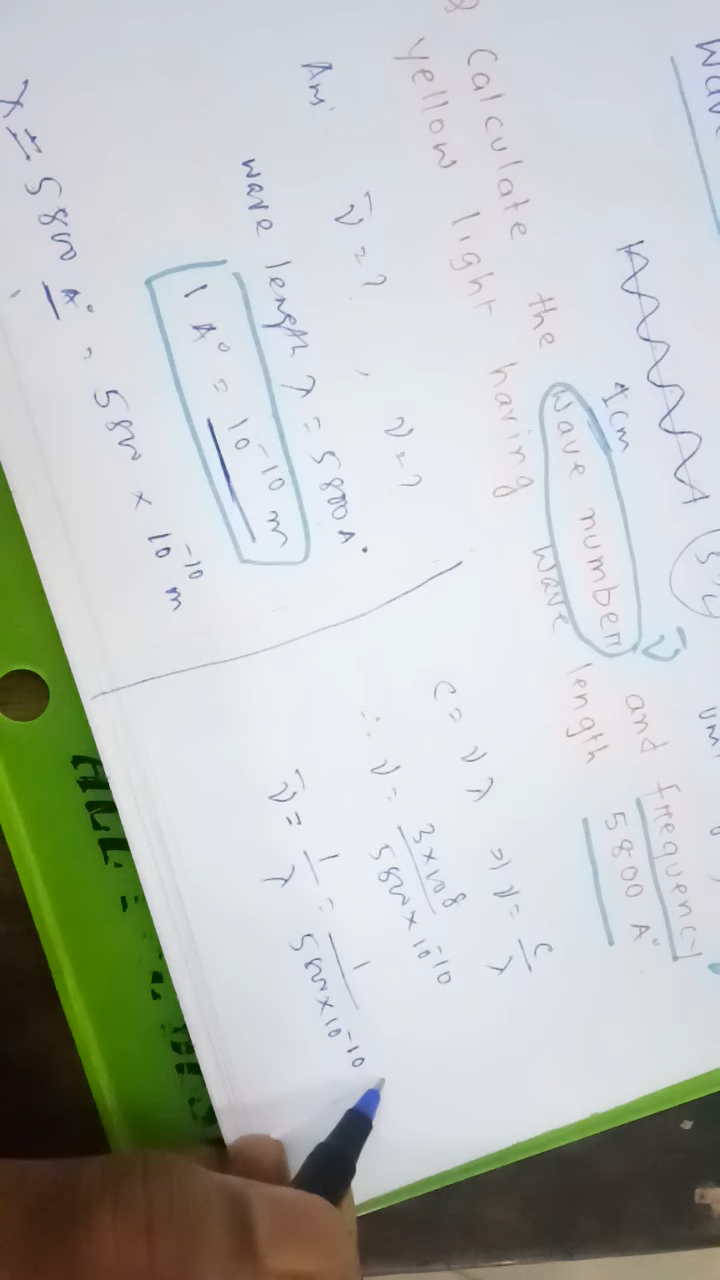 Wav
1cm
Calculate the wave number ν̅ and frequency
yellow light having wave length 5800 A°
Ans: ν̅ = ? , ν = ?
wave length λ = 5800 A°
1 A° = 10⁻¹⁰ m
λ = 5800 A° = 5800 × 10⁻¹⁰ m
c = ν λ ⇒ ν = c/λ
∴ ν = 3×10⁸/5800×10⁻¹⁰
ν̅ = 1/λ = 1/5800×10⁻¹⁰